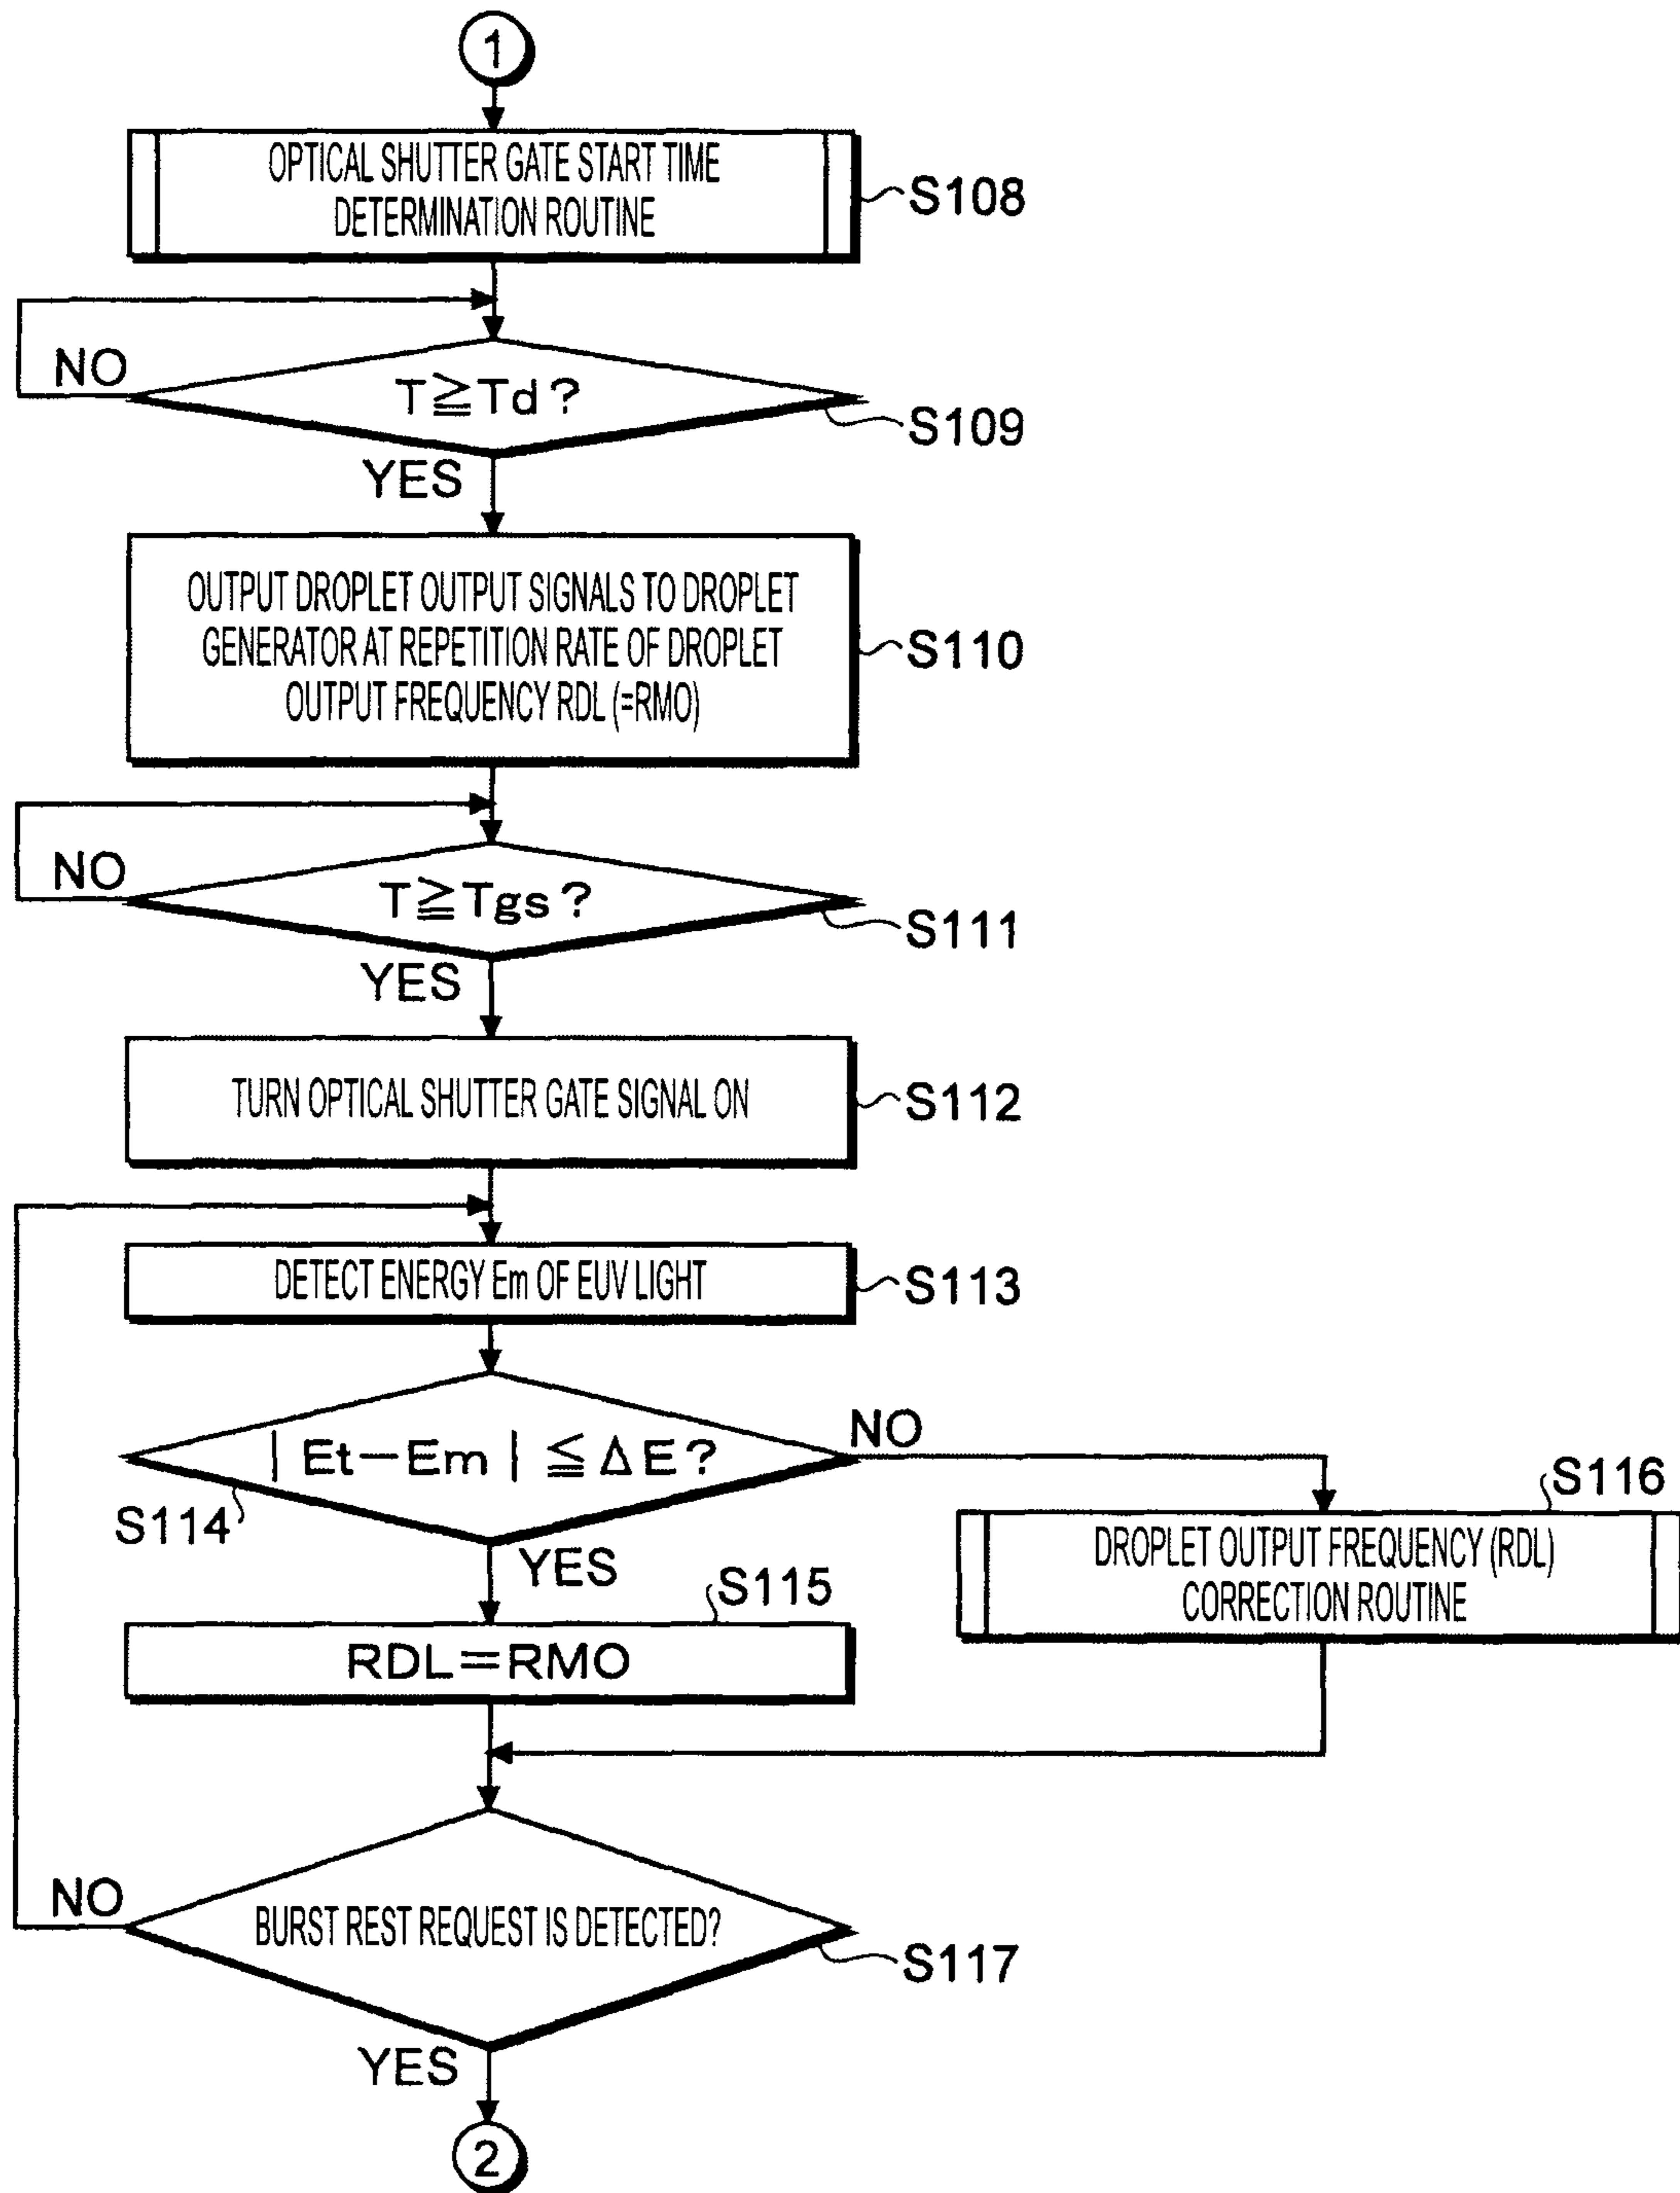 1
OPTICAL SHUTTER GATE START TIME
DETERMINATION ROUTINE
S108
NO
T≧Td?
S109
YES
OUTPUT DROPLET OUTPUT SIGNALS TO DROPLET
GENERATOR AT REPETITION RATE OF DROPLET
OUTPUT FREQUENCY RDL (=RMO)
S110
NO
T≧Tgs?
S111
YES
TURN OPTICAL SHUTTER GATE SIGNAL ON
S112
DETECT ENERGY Em OF EUV LIGHT
S113
| Et-Em | ≦ ΔE?
NO
S114
YES
S116
DROPLET OUTPUT FREQUENCY (RDL)
CORRECTION ROUTINE
S115
RDL=RMO
NO
BURST REST REQUEST IS DETECTED?
S117
YES
2